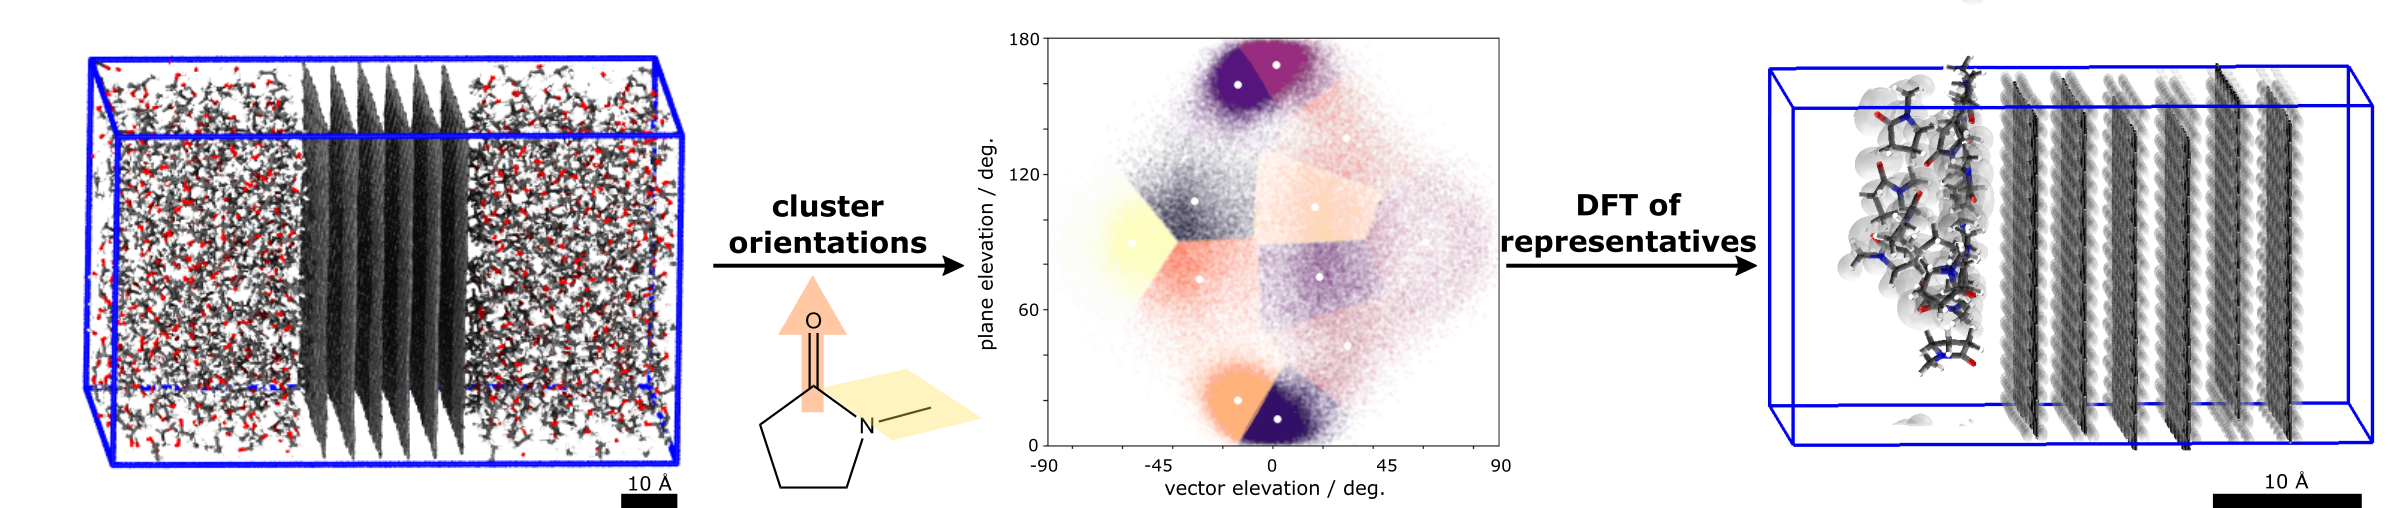 10 Å
cluster
orientations
O
N
180
120
60
0
plane elevation / deg.
-90 -45 0 45 90
vector elevation / deg.
DFT of
representatives
10 Å